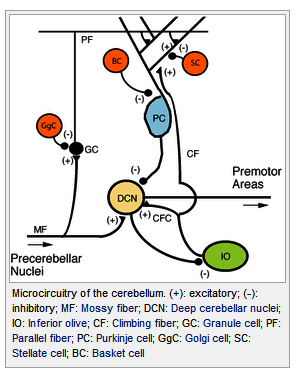 PF
(+)
(-)
BC
SC
(+)
(-)
PC
GgC
(-)
GC
(+)
CF
(-)
DCN
Premotor
Areas
MF
(+)
(+)
CFC
Precerebellar
Nuclei
IO
(-)
Microcircuitry of the cerebellum. (+): excitatory; (-):
inhibitory; MF: Mossy fiber; DCN: Deep cerebellar nuclei;
IO: Inferior olive; CF: Climbing fiber; GC: Granule cell; PF:
Parallel fiber; PC: Purkinje cell; GgC: Golgi cell; SC:
Stellate cell; BC: Basket cell